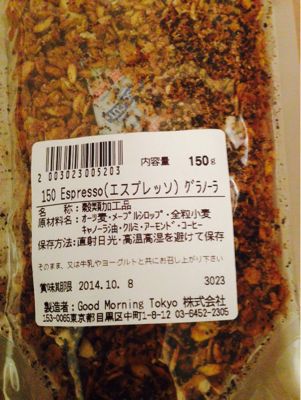 2 003023005203
内容量 150g
150 Espresso(エスプレッソ) グラノーラ
名 称:穀類加工品
原材料名:オーツ麦・メープルシロップ・全粒小麦
キャノーラ油・クルミ・アーモンド・コーヒー
保存方法:直射日光・高温高湿を避けて保存
そのまま、又は牛乳やヨーグルトと共にお召し上がり下さい
賞味期限 2014.10. 8 3023
製造者:Good Morning Tokyo 株式会社
153-0065東京都目黒区中町1-8-12 03-6452-2305